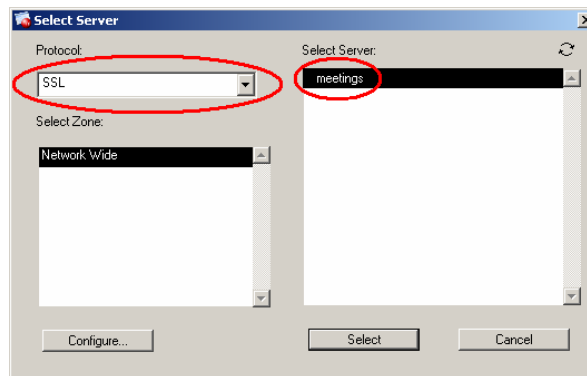 Select Server
Protocol:
SSL
Select Zone:
Network Wide
Configure...
Select Server:
meetings
Select
Cancel